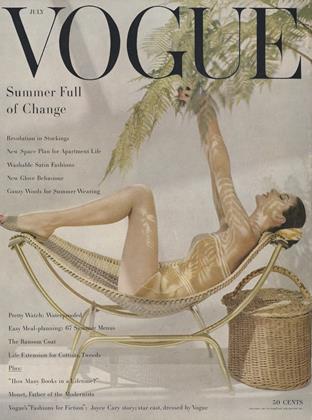 JULY
VOGUE
Summer Full
of Change
Revolution in Stockings
New Space Plan for Apartment Life
Washable Satin Fashions
New Glove Behaviour
Gauzy Wools for Summer Wearing
Pretty Watch: Waterproofed
Easy Meal-planning: 67 Summer Menus
The Ransom Coat
Life Extension for Cottons, Tweeds
Plus:
"How Many Books in a Lifetime?"
Monet, Father of the Modernists
Vogue's "Fashions for Fiction": Joyce Cary story; star cast, dressed by Vogue
50 CENTS